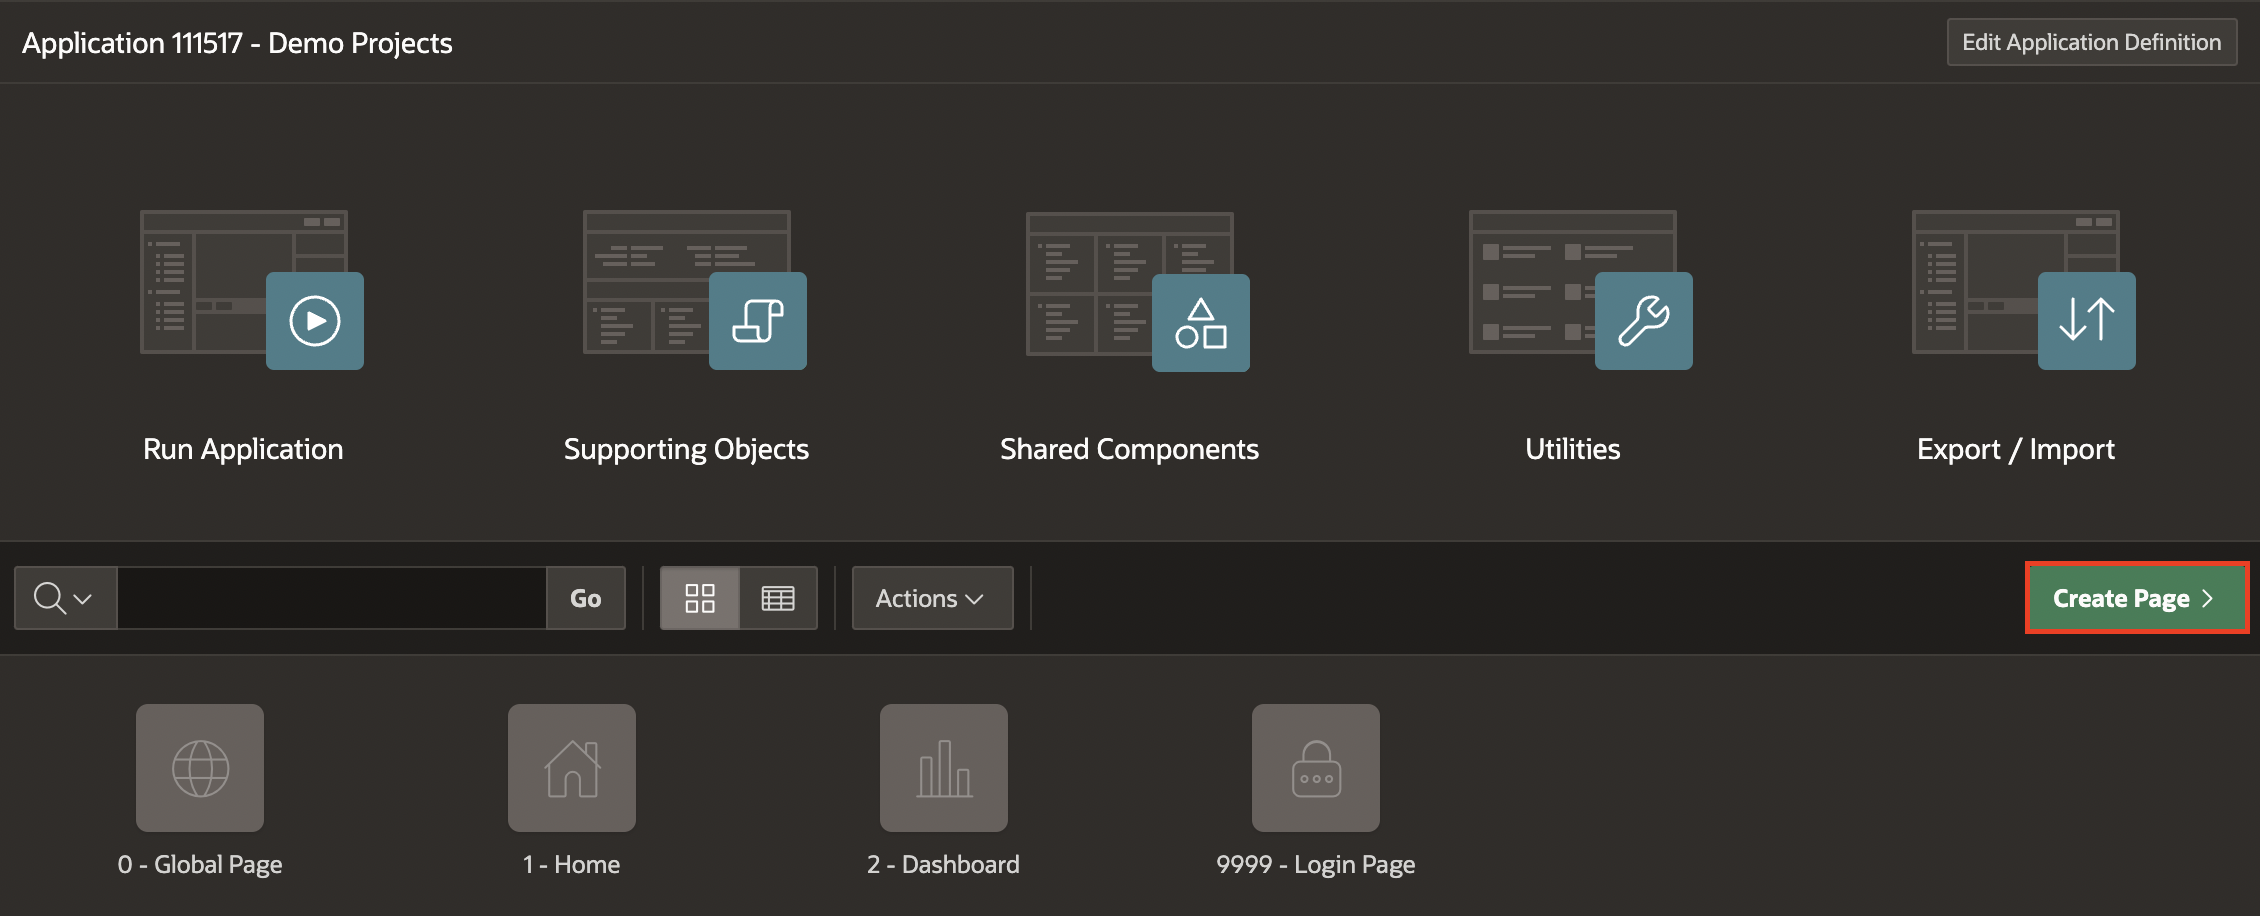 Application 111517 - Demo Projects
Edit Application Definition
Run Application
Supporting Objects
Shared Components
Utilities
Export / Import
Go
Actions
Create Page
0 - Global Page
1 - Home
2 - Dashboard
9999 - Login Page